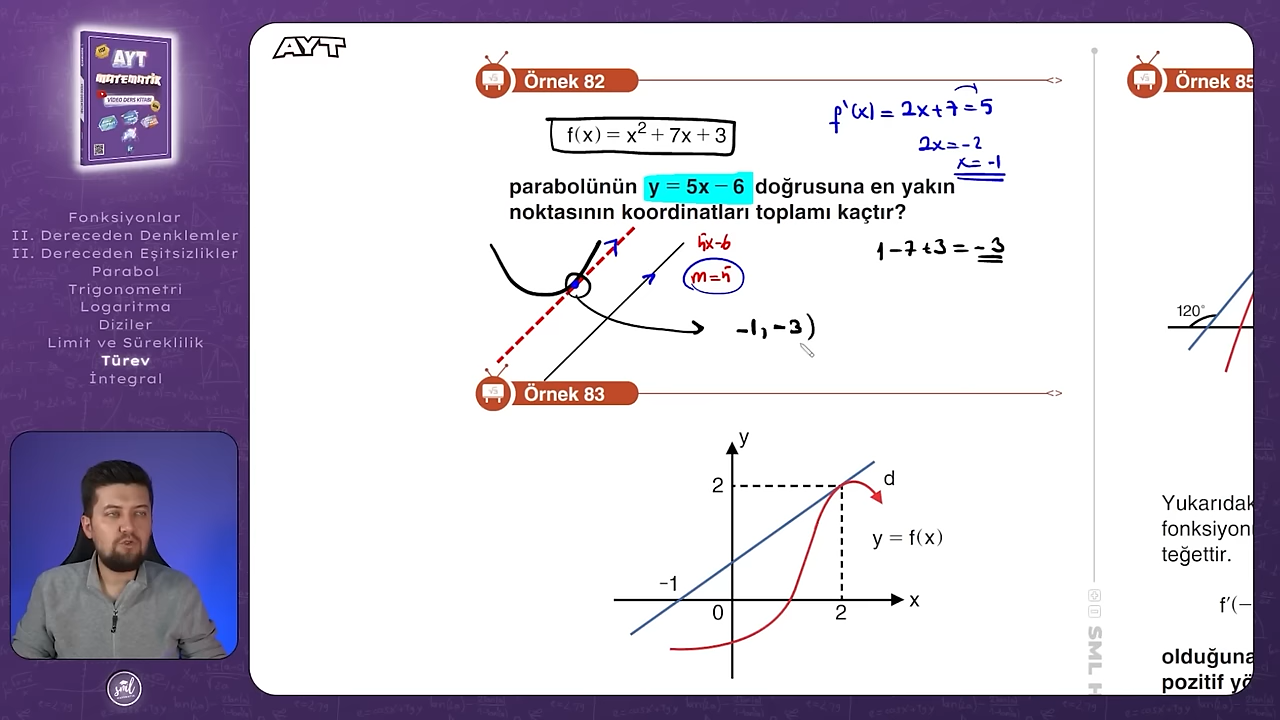 AYT
AYT
MATEMATİK
VİDEO DERS KİTABI
Fonksiyonlar
II. Dereceden Denklemler
II. Dereceden Eşitsizlikler
Parabol
Trigonometri
Logaritma
Diziler
Limit ve Süreklilik
Türev
İntegral
sml
Örnek 82
f(x) = x² + 7x + 3
f'(x) = 2x+7=5
2x=-2
x=-1
parabolünün y = 5x − 6 doğrusuna en yakın
noktasının koordinatları toplamı kaçtır?
5x-6
m=5
1-7+3=-3
-1,-3)
Örnek 83
y
2
d
y = f(x)
−1
0
2
x
Örnek 85
120°
Yukarıdak
fonksiyon
teğettir.
f′(−
olduğuna
pozitif yö
SML H